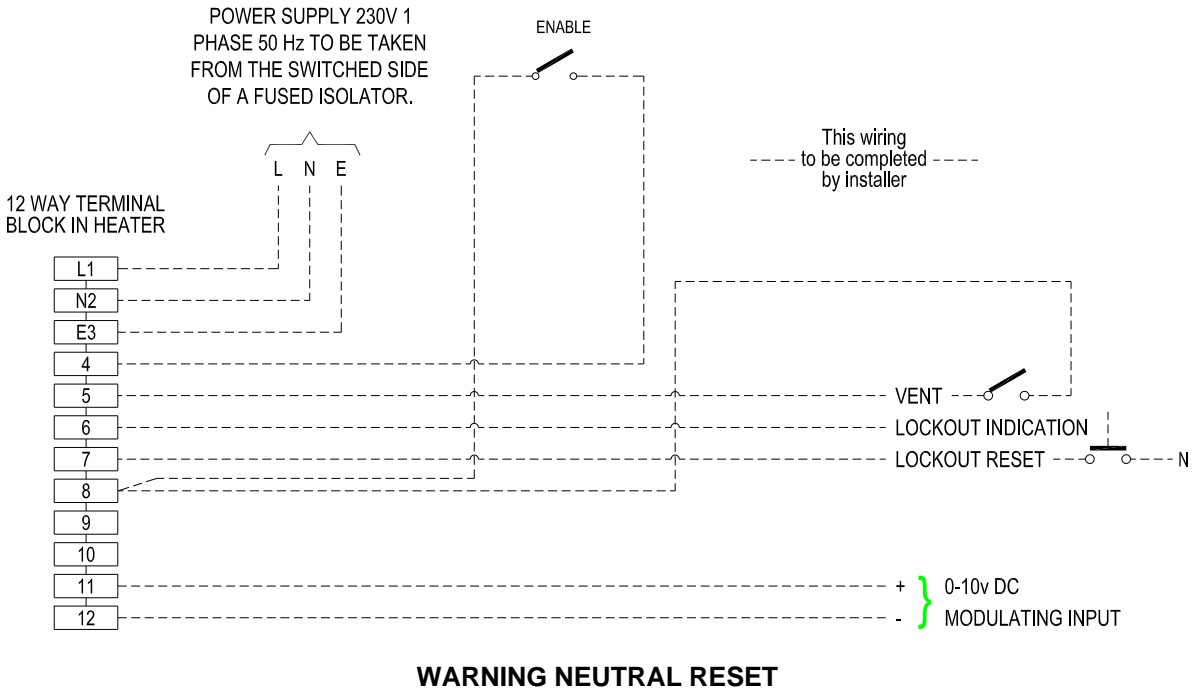 POWER SUPPLY 230V 1
PHASE 50 Hz TO BE TAKEN
FROM THE SWITCHED SIDE
OF A FUSED ISOLATOR.
ENABLE
This wiring
to be completed
by installer
L N E
12 WAY TERMINAL
BLOCK IN HEATER
L1
N2
E3
4
5 VENT
6 LOCKOUT INDICATION
7 LOCKOUT RESET N
8
9
10
11 + 0-10v DC
12 - MODULATING INPUT
WARNING NEUTRAL RESET